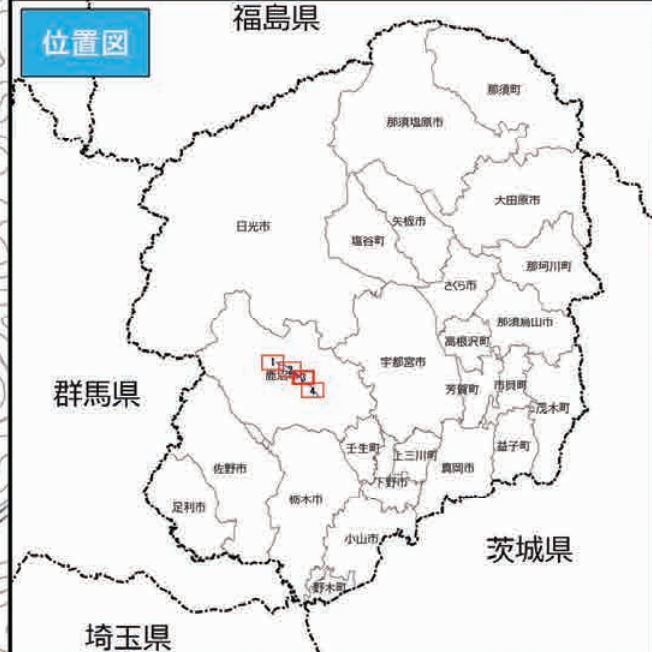 福島県
位置図
那須町
那須塩原市
大田原市
日光市
矢板市
塩谷町
那珂川町
さくら市
那須烏山市
高根沢町
宇都宮市
1
2
3
4
群馬県
芳賀町
市貝町
茂木町
益子町
壬生町
上三川町
真岡市
下野市
佐野市
栃木市
足利市
小山市
茨城県
野木町
埼玉県